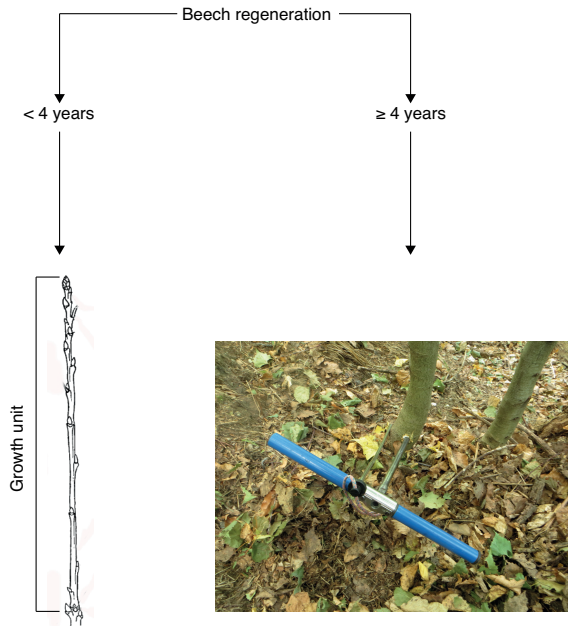 Beech regeneration
< 4 years
≥ 4 years
Growth unit